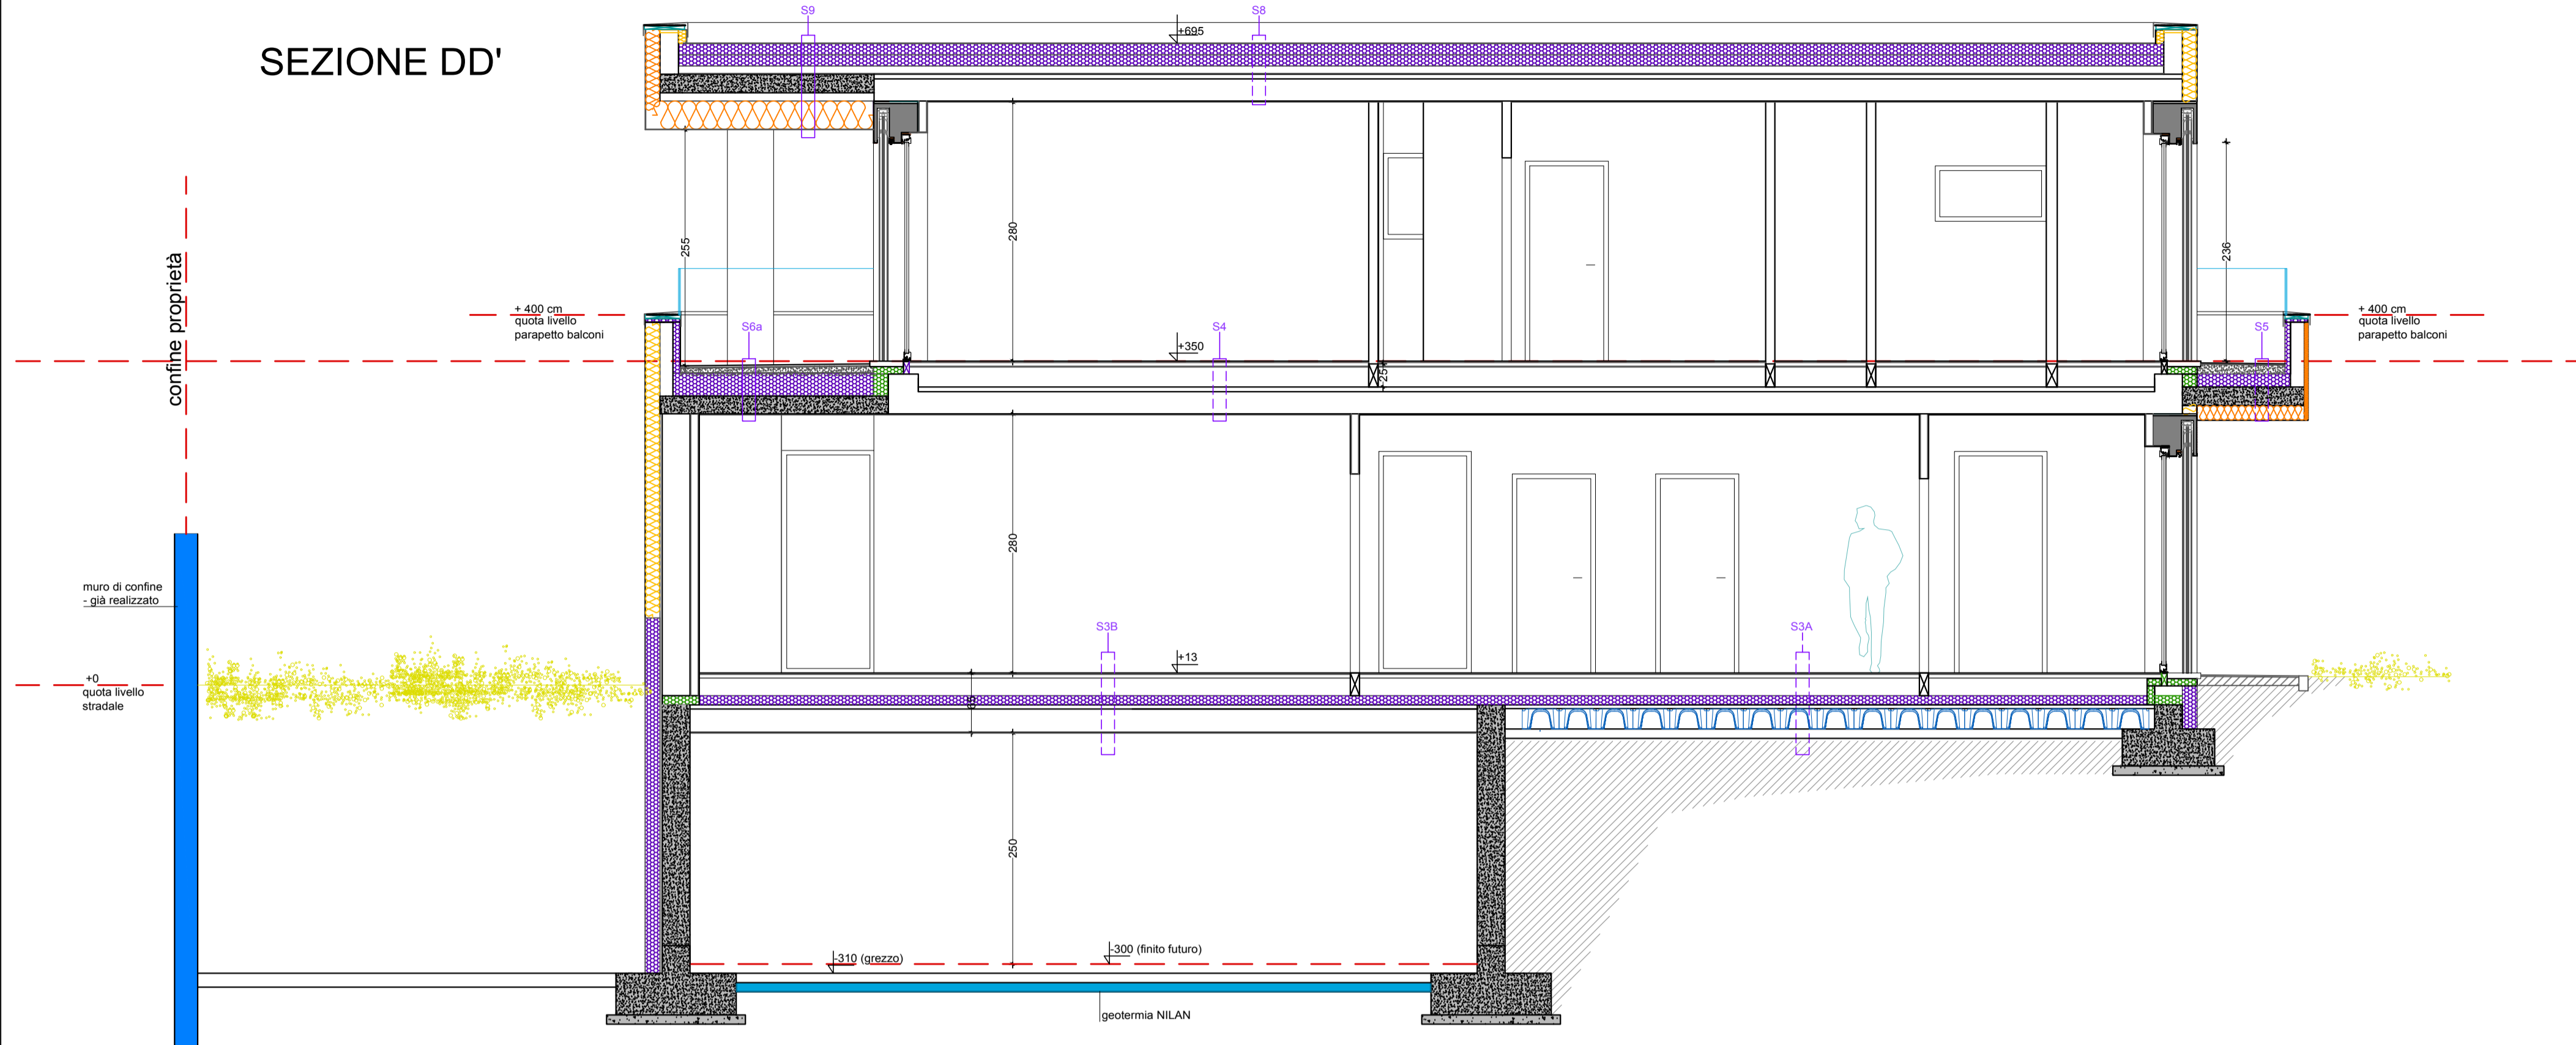 S9
S8
+695
SEZIONE DD'
255
280
236
confine proprietà
+ 400 cm
quota livello
parapetto balconi
+ 400 cm
quota livello
parapetto balconi
S6a
S4
S5
+350
25
280
muro di confine
- già realizzato
S3B
S3A
+13
+0
quota livello
stradale
65
250
-310 (grezzo)
-300 (finito futuro)
geotermia NILAN